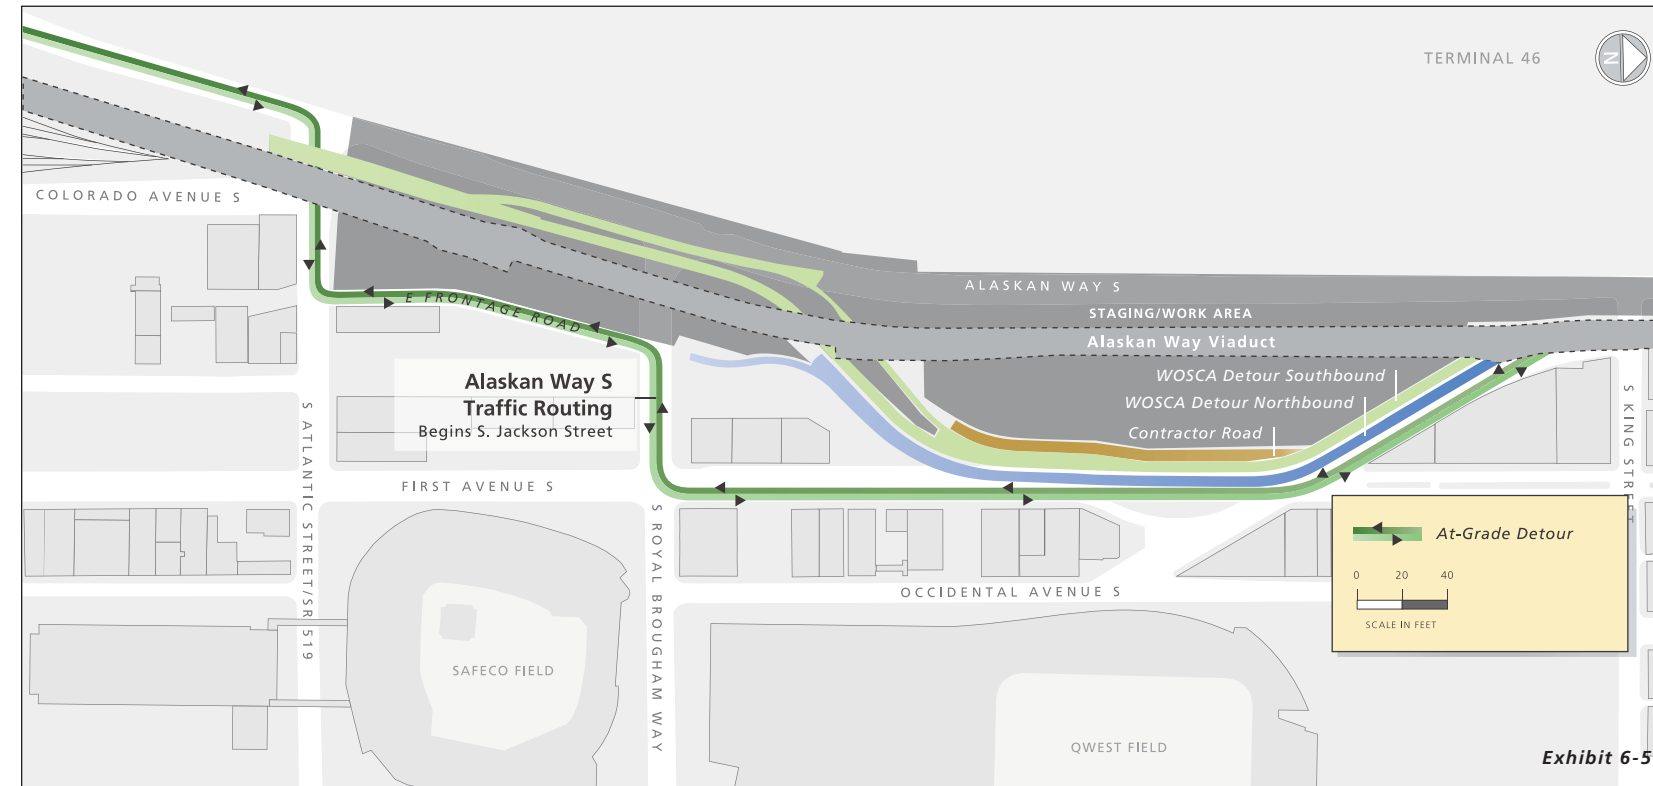 TERMINAL 46
N
COLORADO AVENUE S
ALASKAN WAY S
E FRONTAGE ROAD
STAGING/WORK AREA
Alaskan Way Viaduct
Alaskan Way S
Traffic Routing
Begins S. Jackson Street
WOSCA Detour Southbound
WOSCA Detour Northbound
Contractor Road
S KING STREET
S ATLANTIC STREET/SR 519
FIRST AVENUE S
S ROYAL BROUGHAM WAY
At-Grade Detour
0 20 40
SCALE IN FEET
OCCIDENTAL AVENUE S
SAFECO FIELD
QWEST FIELD
Exhibit 6-5